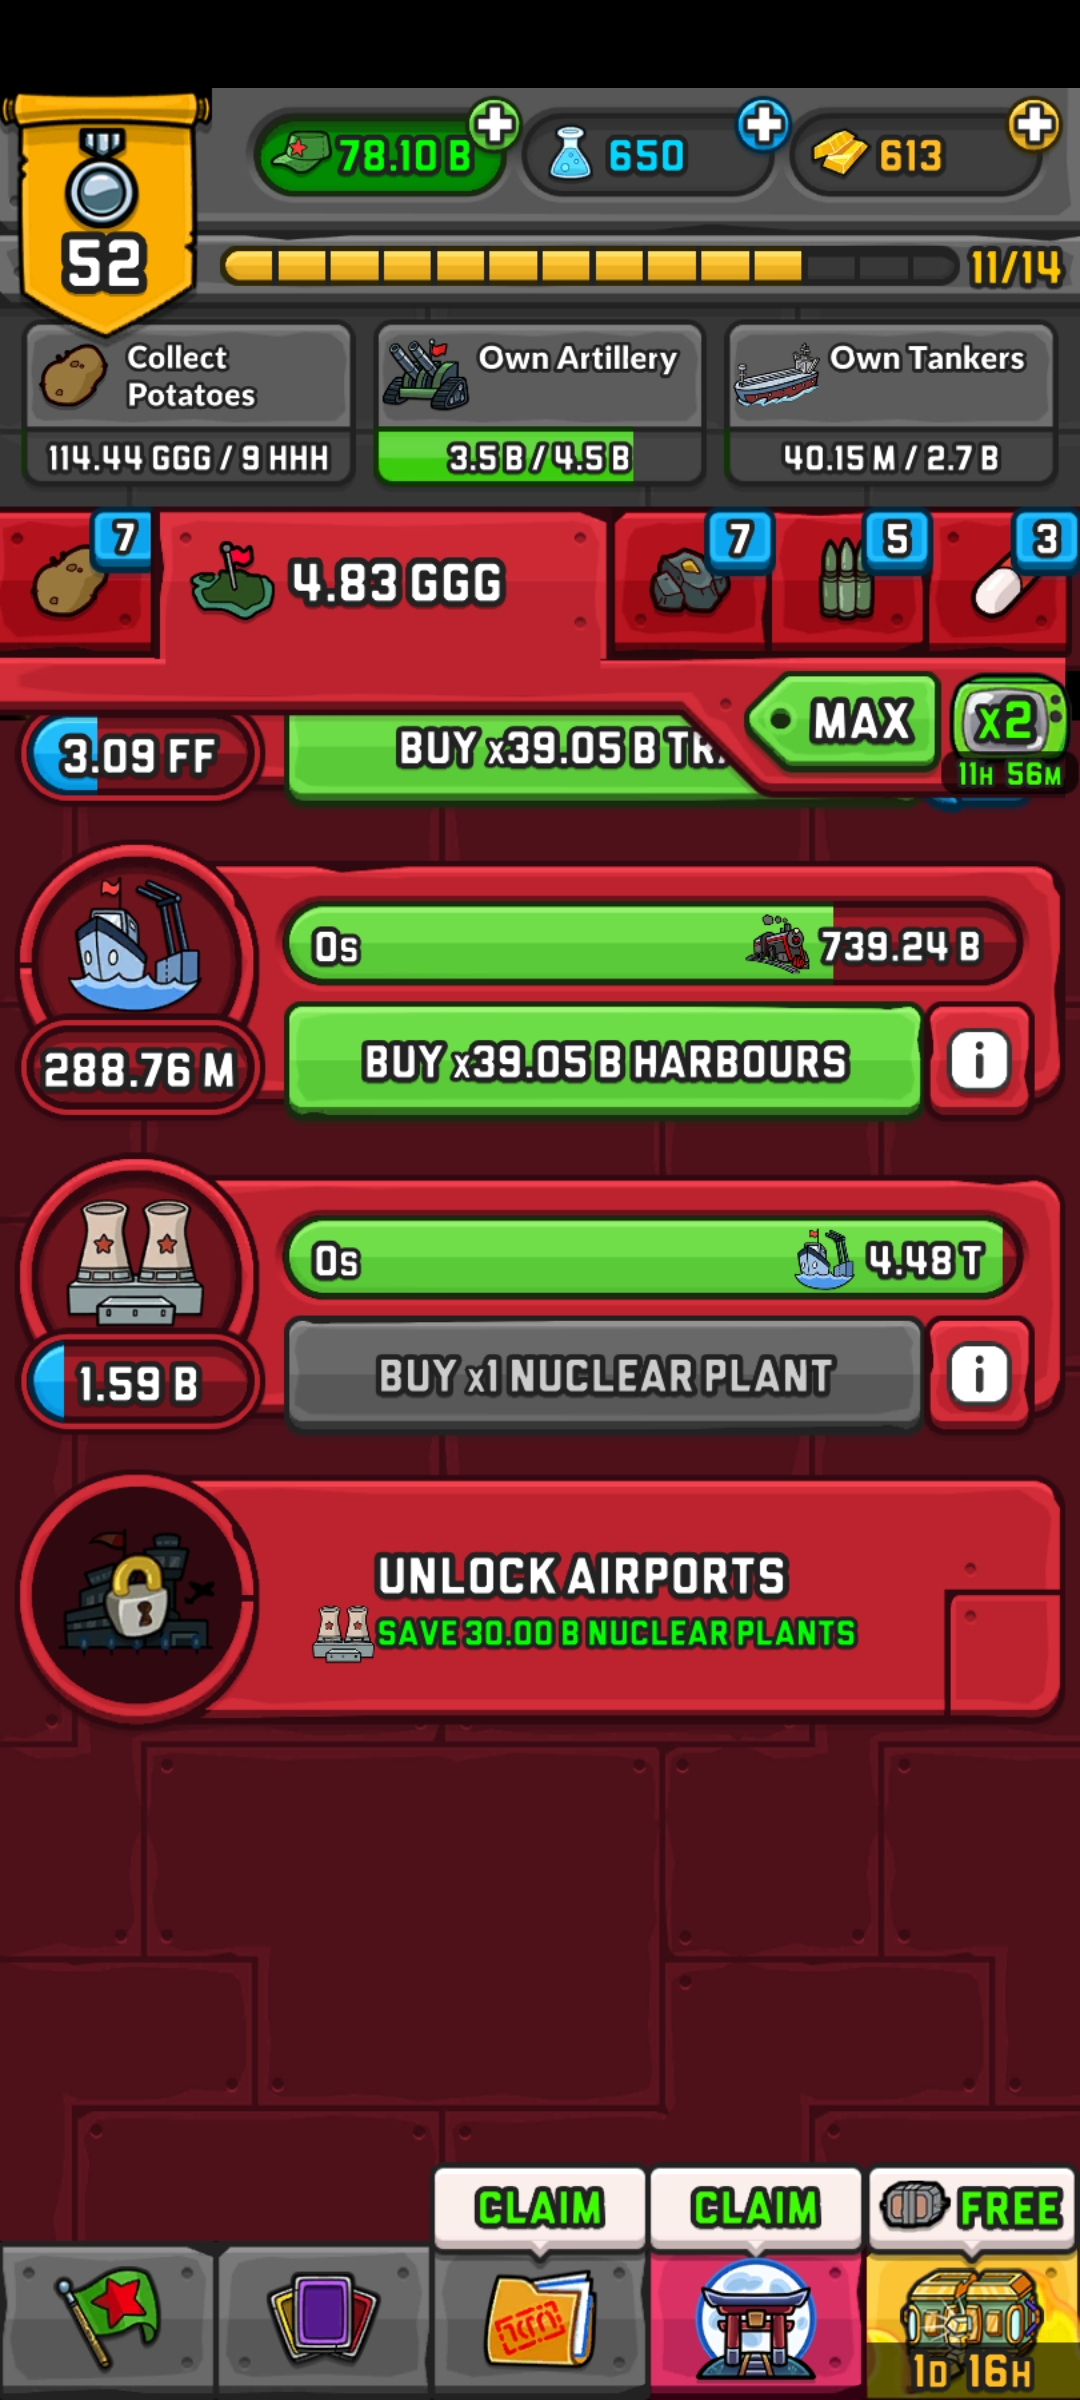 78.10 B
650
613
52
11/14
Collect
Potatoes
Own Artillery
Own Tankers
114.44 GGG / 9 HHH
3.5 B / 4.5 B
40.15 M / 2.7 B
7
4.83 GGG
7
5
3
MAX
x2
11H 56M
3.09 FF
BUY x39.05 B
0s
739.24 B
288.76 M
BUY x39.05 B HARBOURS
i
0s
4.48 T
1.59 B
BUY x1 NUCLEAR PLANT
i
UNLOCK AIRPORTS
SAVE 30.00 B NUCLEAR PLANTS
CLAIM
CLAIM
FREE
1D 16H